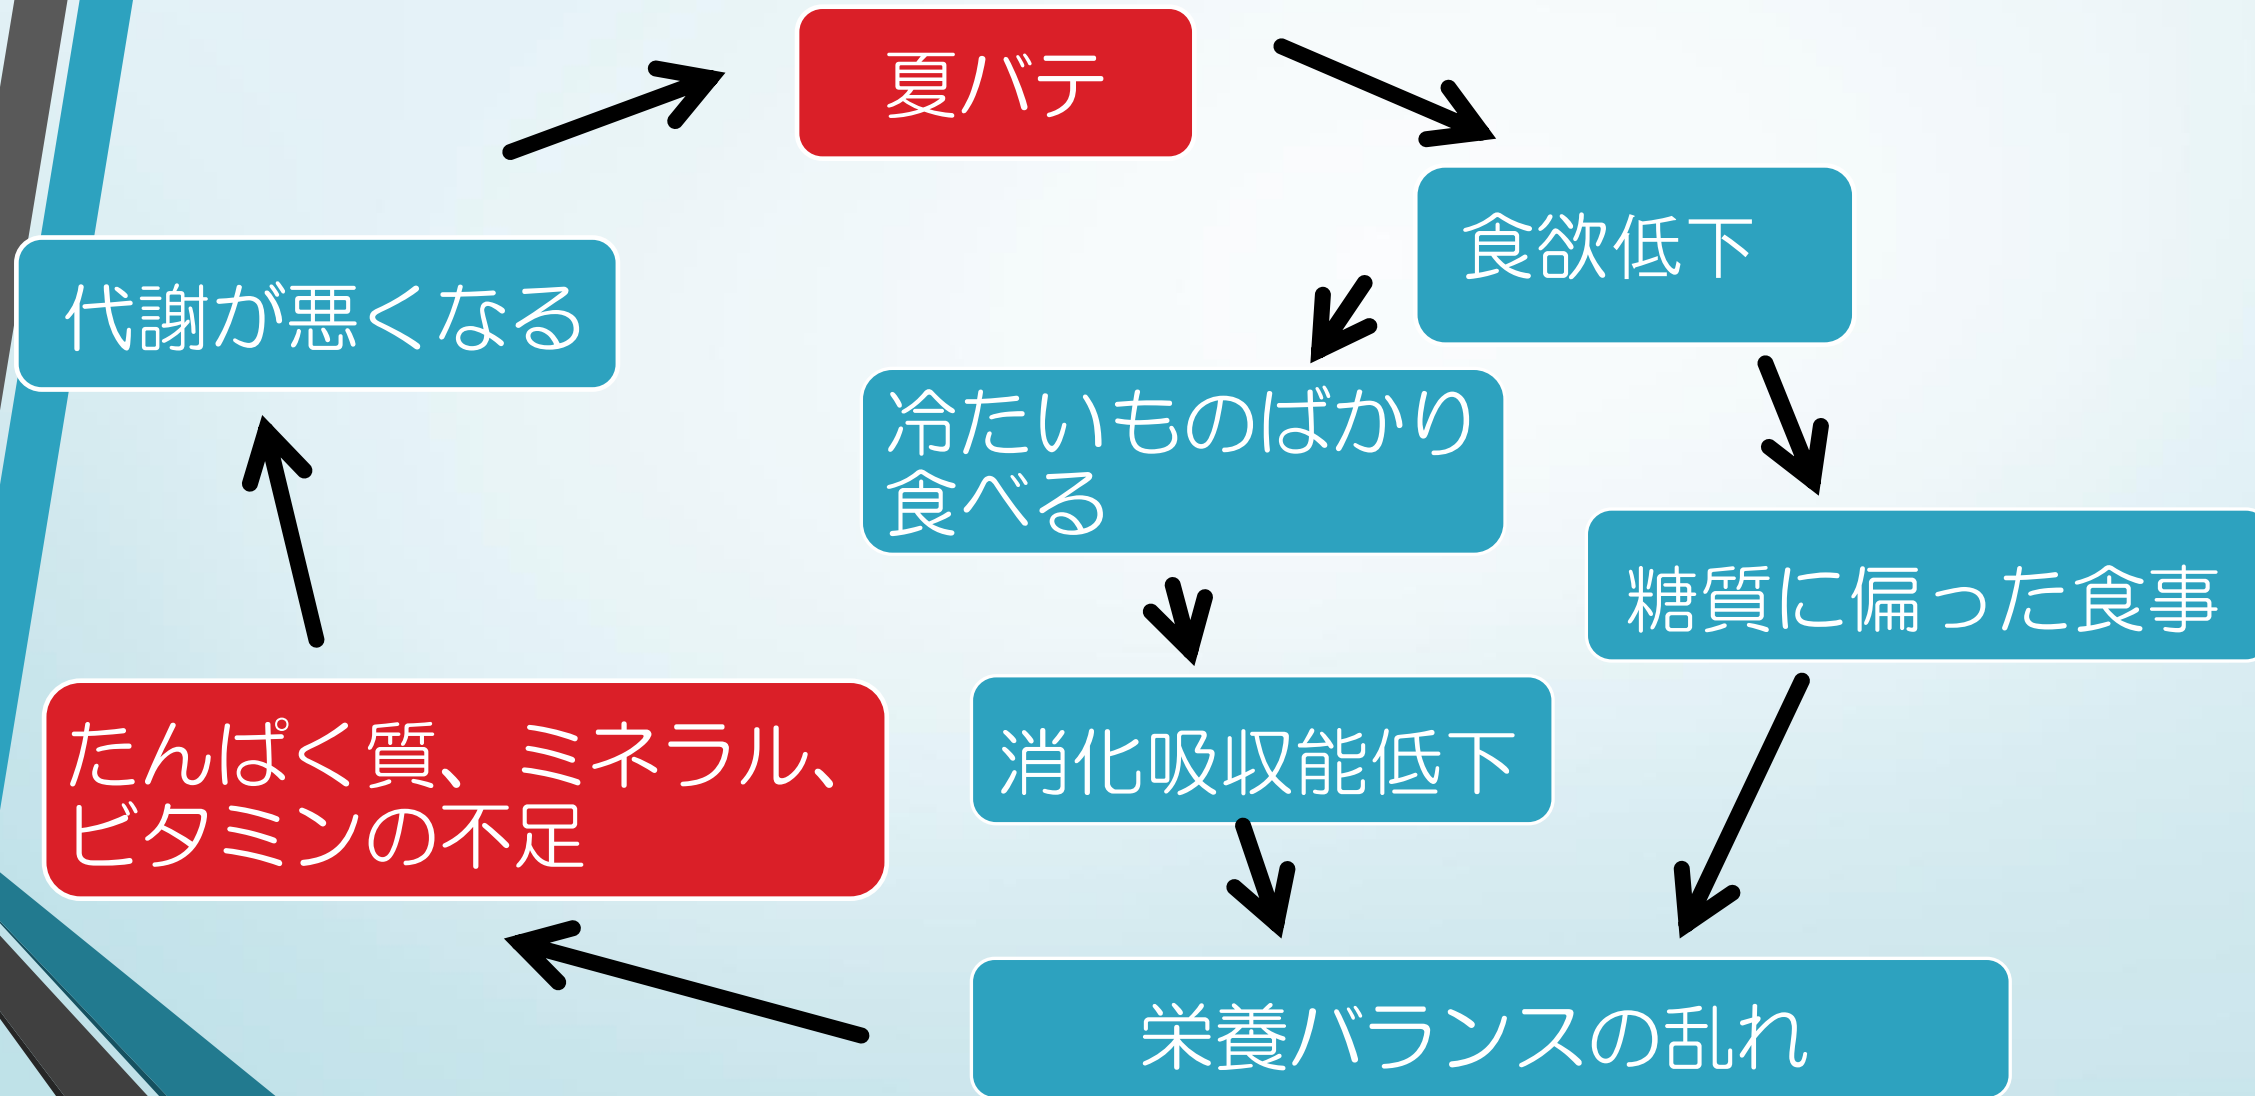 夏バテ
食欲低下
代謝が悪くなる
冷たいものばかり
食べる
糖質に偏った食事
たんぱく質、ミネラル、
ビタミンの不足
消化吸収能低下
栄養バランスの乱れ